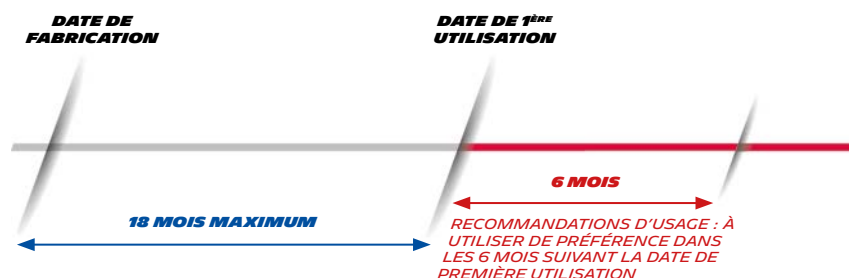 DATE DE
FABRICATION
DATE DE 1ÈRE
UTILISATION
6 MOIS
18 MOIS MAXIMUM
RECOMMANDATIONS D'USAGE : À
UTILISER DE PRÉFÉRENCE DANS
LES 6 MOIS SUIVANT LA DATE DE
PREMIÈRE UTILISATION